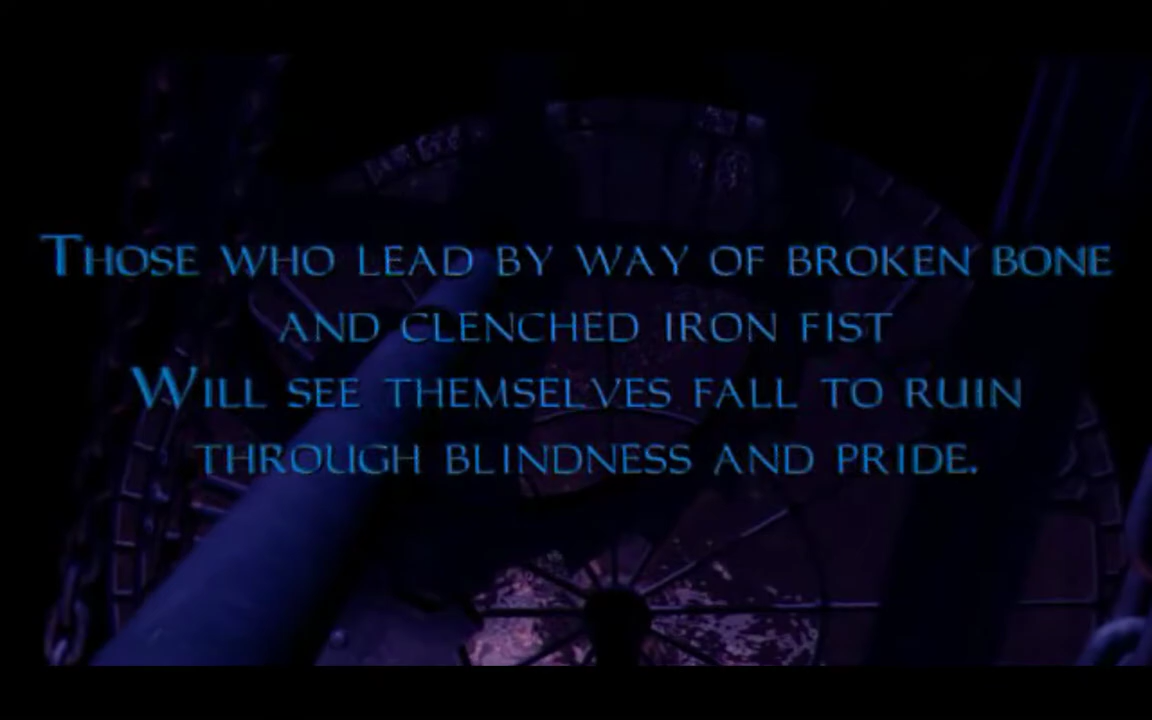 Those who lead by way of broken bone
and clenched iron fist
Will see themselves fall to ruin
through blindness and pride.